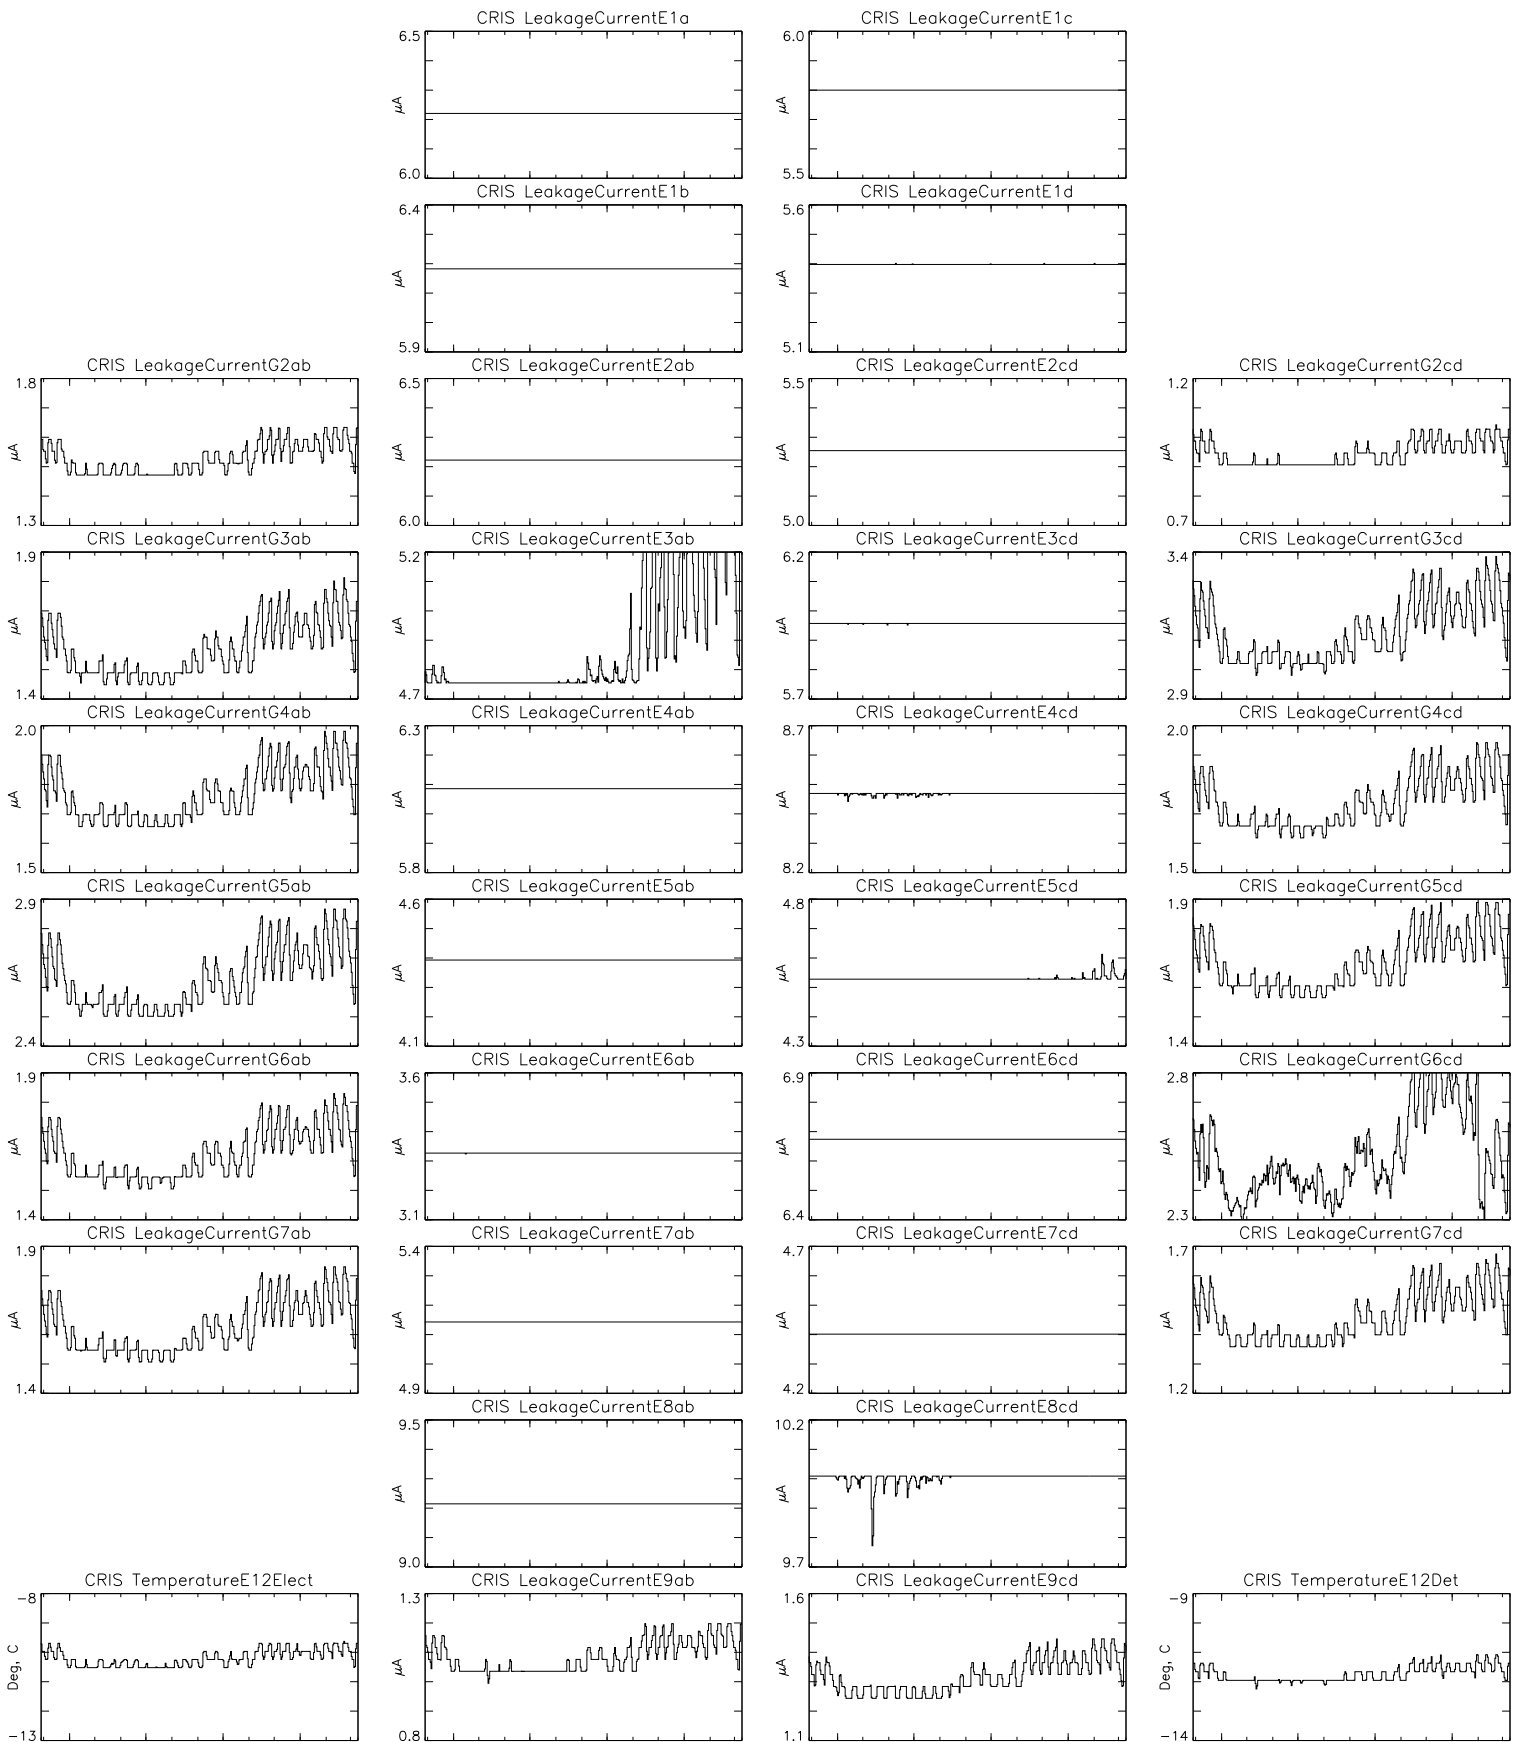 CRIS LeakageCurrentE1a
6.5
μA
6.0
CRIS LeakageCurrentE1c
6.0
μA
5.5
CRIS LeakageCurrentE1b
6.4
μA
5.9
CRIS LeakageCurrentE1d
5.6
μA
5.1
CRIS LeakageCurrentG2ab
1.8
μA
1.3
CRIS LeakageCurrentE2ab
6.5
μA
6.0
CRIS LeakageCurrentE2cd
5.5
μA
5.0
CRIS LeakageCurrentG2cd
1.2
μA
0.7
CRIS LeakageCurrentG3ab
1.9
μA
1.4
CRIS LeakageCurrentE3ab
5.2
μA
4.7
CRIS LeakageCurrentE3cd
6.2
μA
5.7
CRIS LeakageCurrentG3cd
3.4
μA
2.9
CRIS LeakageCurrentG4ab
2.0
μA
1.5
CRIS LeakageCurrentE4ab
6.3
μA
5.8
CRIS LeakageCurrentE4cd
8.7
μA
8.2
CRIS LeakageCurrentG4cd
2.0
μA
1.5
CRIS LeakageCurrentG5ab
2.9
μA
2.4
CRIS LeakageCurrentE5ab
4.6
μA
4.1
CRIS LeakageCurrentE5cd
4.8
μA
4.3
CRIS LeakageCurrentG5cd
1.9
μA
1.4
CRIS LeakageCurrentG6ab
1.9
μA
1.4
CRIS LeakageCurrentE6ab
3.6
μA
3.1
CRIS LeakageCurrentE6cd
6.9
μA
6.4
CRIS LeakageCurrentG6cd
2.8
μA
2.3
CRIS LeakageCurrentG7ab
1.9
μA
1.4
CRIS LeakageCurrentE7ab
5.4
μA
4.9
CRIS LeakageCurrentE7cd
4.7
μA
4.2
CRIS LeakageCurrentG7cd
1.7
μA
1.2
CRIS LeakageCurrentE8ab
9.5
μA
9.0
CRIS LeakageCurrentE8cd
10.2
μA
9.7
CRIS TemperatureE12Elect
-8
Deg, C
-13
CRIS LeakageCurrentE9ab
1.3
μA
0.8
CRIS LeakageCurrentE9cd
1.6
μA
1.1
CRIS TemperatureE12Det
-9
Deg, C
-14